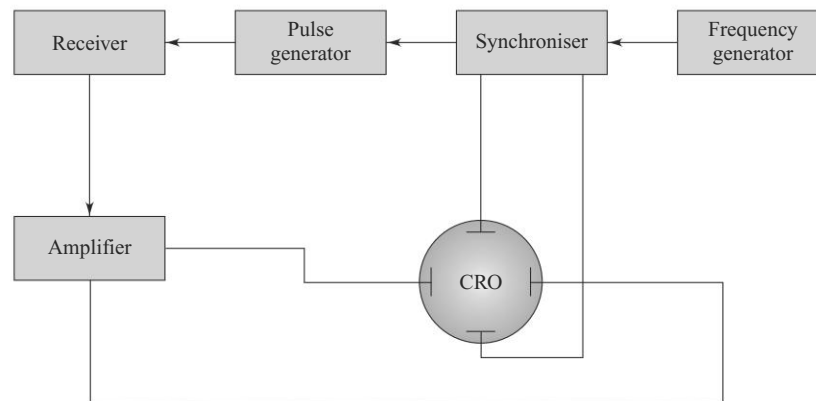 Receiver
Pulse
generator
Synchroniser
Frequency
generator
Amplifier
CRO